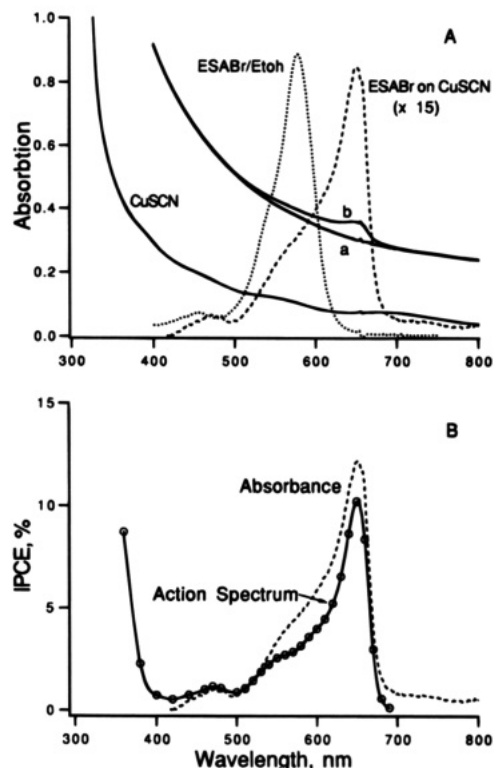 A
1.0
ESABr/Etoh
ESABr on CuSCN
(x 15)
0.8
Absorbtion
0.6
CuSCN
0.4
b
a
0.2
0.0
300 400 500 600 700 800
B
15
Absorbance
10
IPCE, %
Action Spectrum
5
0
300 400 500 600 700 800
Wavelength, nm